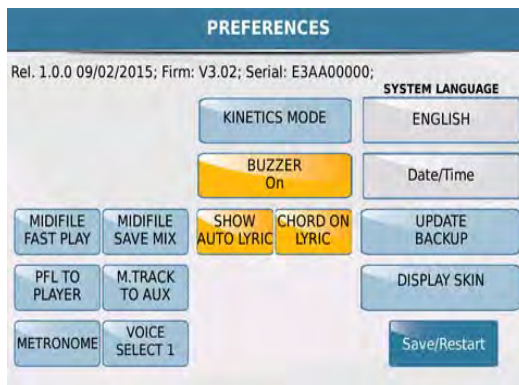 PREFERENCES
Rel. 1.0.0 09/02/2015; Firm: V3.02; Serial: E3AA00000;
SYSTEM LANGUAGE
KINETICS MODE
ENGLISH
BUZZER
On
Date/Time
MIDIFILE
FAST PLAY
MIDIFILE
SAVE MIX
SHOW
AUTO LYRIC
CHORD ON
LYRIC
UPDATE
BACKUP
PFL TO
PLAYER
M.TRACK
TO AUX
DISPLAY SKIN
METRONOME
VOICE
SELECT 1
Save/Restart